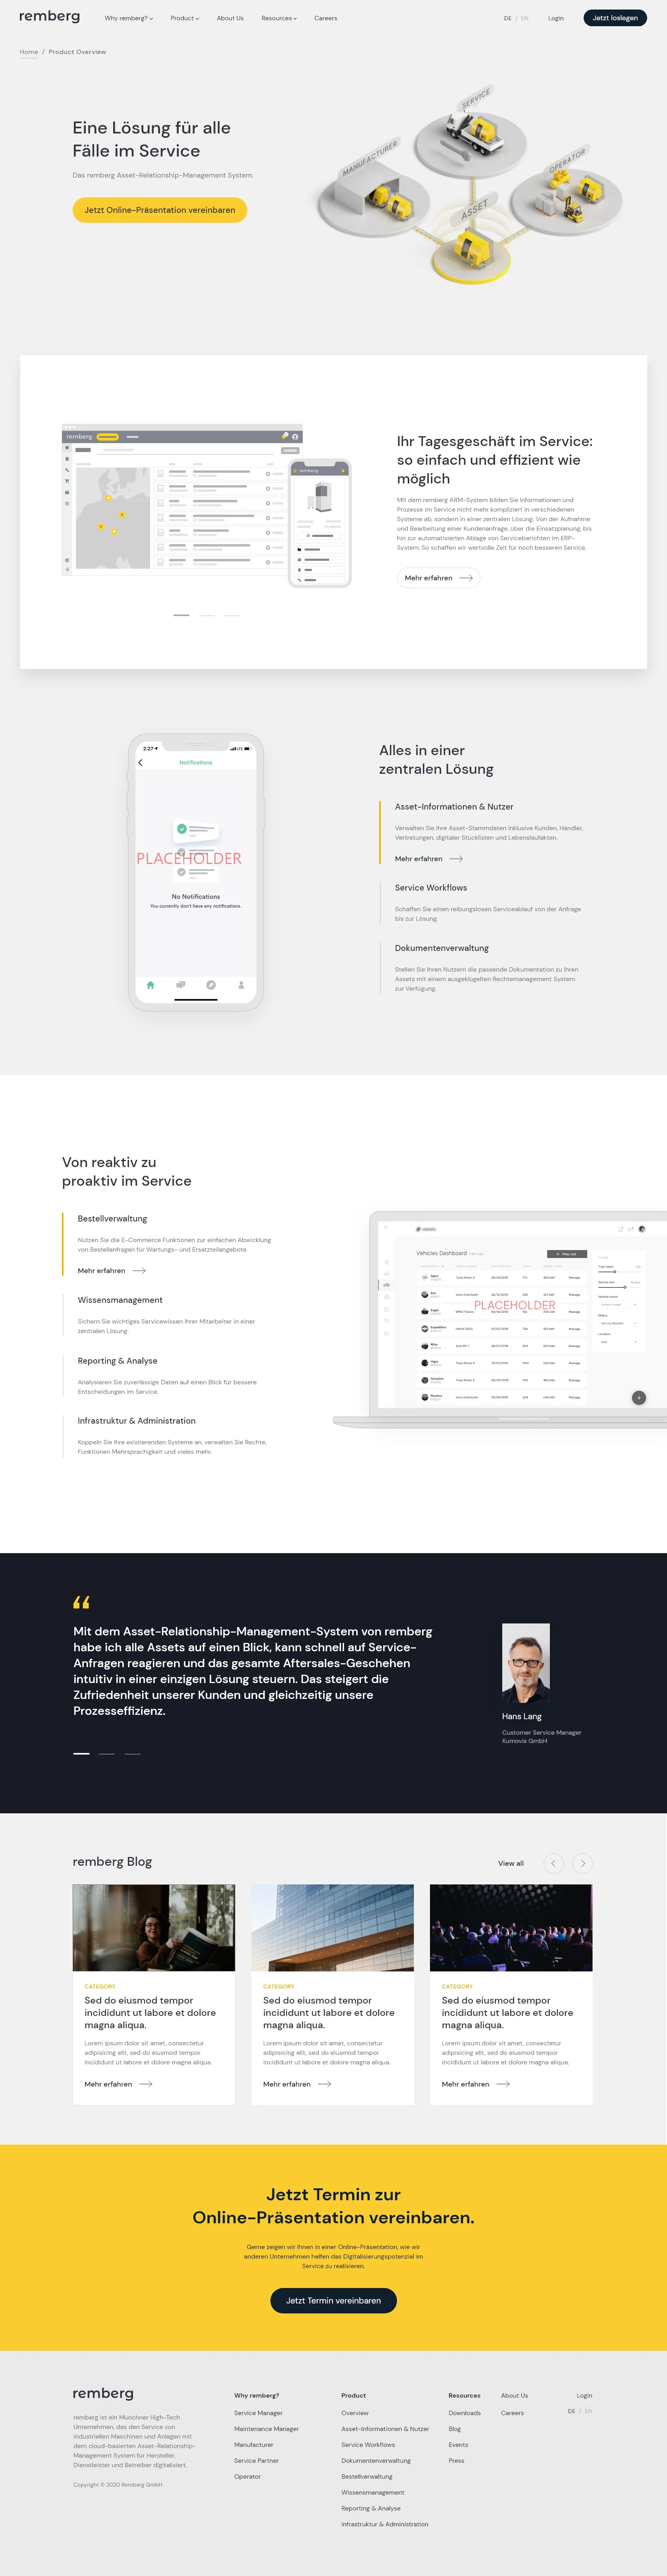 remberg
Why remberg?
Product
About Us
Resources
Careers
DE / EN
Login
Jetzt loslegen
Home / Product Overview
Eine Lösung für alle
Fälle im Service
Das remberg Asset-Relationship-Management System.
Jetzt Online-Präsentation vereinbaren
SERVICE
MANUFACTURER
OPERATOR
ASSET
remberg
remberg
Ihr Tagesgeschäft im Service:
so einfach und effizient wie
möglich
Mit dem remberg ARM-System bilden Sie Informationen und
Prozesse im Service nicht mehr kompliziert in verschiedenen
Systeme ab, sondern in einer zentralen Lösung. Von der Aufnahme
und Bearbeitung einer Kundenanfrage über die Einsatzplanung, bis
hin zur automatisierten Ablage von Serviceberichten im ERP-
System. So schaffen wir wertvolle Zeit für noch besseren Service.
Mehr erfahren
2:27
LTE
Notifications
PLACEHOLDER
No Notifications
You currently don't have any notifications.
Alles in einer
zentralen Lösung
Asset-Informationen & Nutzer
Verwalten Sie Ihre Asset-Stammdaten inklusive Kunden, Händler,
Vertretungen, digitaler Stücklisten und Lebenslaufakten.
Mehr erfahren
Service Workflows
Schaffen Sie einen reibungslosen Serviceablauf von der Anfrage
bis zur Lösung.
Dokumentenverwaltung
Stellen Sie Ihren Nutzern die passende Dokumentation zu ihren
Assets mit einem ausgeklügelten Rechtemanagement System
zur Verfügung.
Von reaktiv zu
proaktiv im Service
Bestellverwaltung
Nutzen Sie die E-Commerce Funktionen zur einfachen Abwicklung
von Bestellanfragen für Wartungs- und Ersatzteilangebote.
Mehr erfahren
Wissensmanagement
Sichern Sie wichtiges Servicewissen Ihrer Mitarbeiter in einer
zentralen Lösung.
Reporting & Analyse
Analysieren Sie zuverlässige Daten auf einen Blick für bessere
Entscheidungen im Service.
Infrastruktur & Administration
Koppeln Sie Ihre existierenden Systeme an, verwalten Sie Rechte,
Funktionen Mehrsprachigkeit und vieles mehr.
Vehicles Dashboard
PLACEHOLDER
Manage
Manage
Manage
Manage
Manage
Manage
Manage
Manage
“
Mit dem Asset-Relationship-Management-System von remberg
habe ich alle Assets auf einen Blick, kann schnell auf Service-
Anfragen reagieren und das gesamte Aftersales-Geschehen
intuitiv in einer einzigen Lösung steuern. Das steigert die
Zufriedenheit unserer Kunden und gleichzeitig unsere
Prozesseffizienz.
Hans Lang
Customer Service Manager
Kumovis GmbH
remberg Blog
View all
CATEGORY
Sed do eiusmod tempor
incididunt ut labore et dolore
magna aliqua.
Lorem ipsum dolor sit amet, consectetur
adipisicing elit, sed do eiusmod tempor
incididunt ut labore et dolore magna aliqua.
Mehr erfahren
CATEGORY
Sed do eiusmod tempor
incididunt ut labore et dolore
magna aliqua.
Lorem ipsum dolor sit amet, consectetur
adipisicing elit, sed do eiusmod tempor
incididunt ut labore et dolore magna aliqua.
Mehr erfahren
CATEGORY
Sed do eiusmod tempor
incididunt ut labore et dolore
magna aliqua.
Lorem ipsum dolor sit amet, consectetur
adipisicing elit, sed do eiusmod tempor
incididunt ut labore et dolore magna aliqua.
Mehr erfahren
Jetzt Termin zur
Online-Präsentation vereinbaren.
Gerne zeigen wir Ihnen in einer Online-Präsentation, wie wir
anderen Unternehmen helfen das Digitalisierungspotenzial im
Service zu realisieren.
Jetzt Termin vereinbaren
remberg
remberg ist ein Münchner High-Tech
Unternehmen, das den Service von
industriellen Maschinen und Anlagen mit
dem cloud-basierten Asset-Relationship-
Management System für Hersteller,
Dienstleister und Betreiber digitalisiert.
Copyright © 2020 Remberg GmbH
Why remberg?
Service Manager
Maintenance Manager
Manufacturer
Service Partner
Operator
Product
Overview
Asset-Informationen & Nutzer
Service Workflows
Dokumentenverwaltung
Bestellverwaltung
Wissensmanagement
Reporting & Analyse
Infrastruktur & Administration
Resources
Downloads
Blog
Events
Press
About Us
Careers
Login
DE / EN